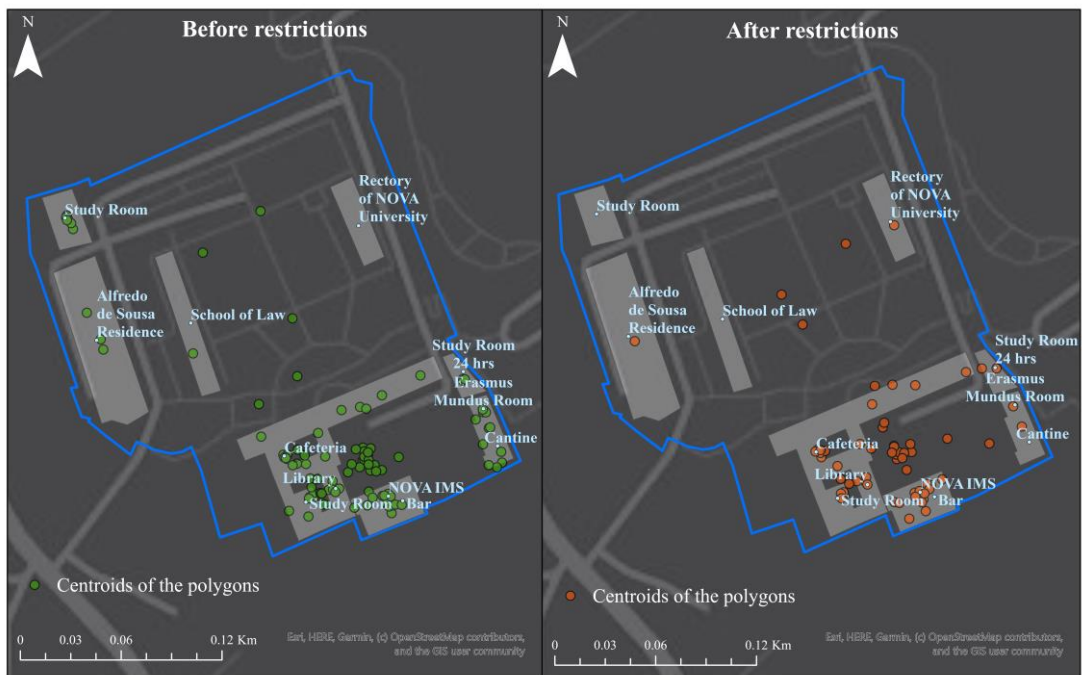 N
Before restrictions
Study Room
Rectory
of NOVA
University
Alfredo
de Sousa
Residence
School of Law
Study Room
24 hrs
Erasmus
Mundus Room
Cafeteria
Cantine
Library
NOVA IMS
Study Room
Bar
Centroids of the polygons
0 0.03 0.06 0.12 Km
Esri, HERE, Garmin, (c) OpenStreetMap contributors,
and the GIS user community
N
After restrictions
Study Room
Rectory
of NOVA
University
Alfredo
de Sousa
Residence
School of Law
Study Room
24 hrs
Erasmus
Mundus Room
Cafeteria
Cantine
Library
NOVA IMS
Study Room
Bar
Centroids of the polygons
0 0.03 0.06 0.12 Km
Esri, HERE, Garmin, (c) OpenStreetMap contributors,
and the GIS user community